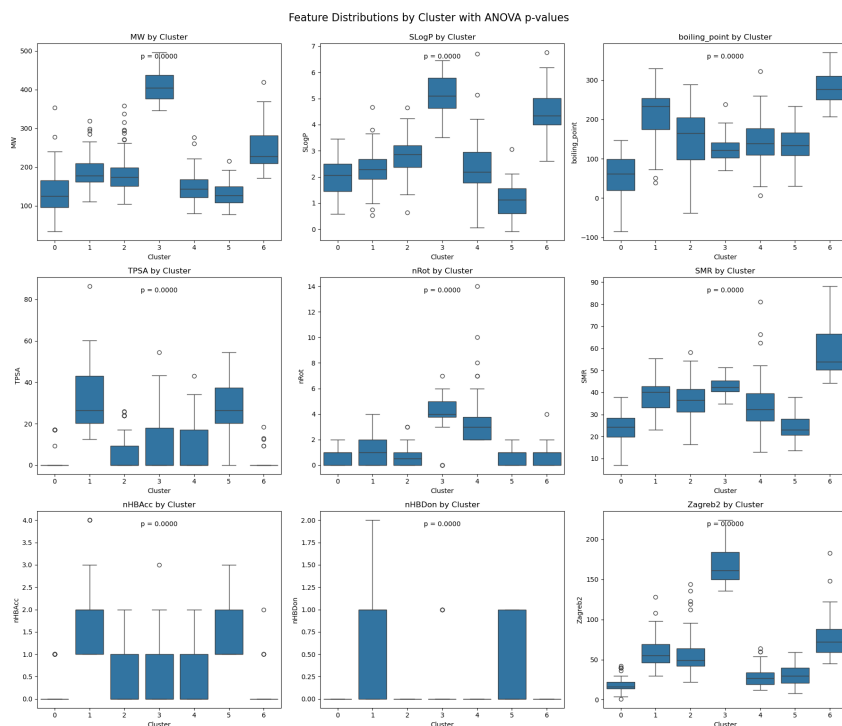 Feature Distributions by Cluster with ANOVA p-values
MW by Cluster
SLogP by Cluster
boiling_point by Cluster
p = 0.0000
p = 0.0000
p = 0.0000
500
400
300
200
100
MW
0 1 2 3 4 5 6
Cluster
7
6
5
4
3
2
1
0
SLogP
0 1 2 3 4 5 6
Cluster
300
200
100
0
−100
boiling_point
0 1 2 3 4 5 6
Cluster
TPSA by Cluster
nRot by Cluster
SMR by Cluster
p = 0.0000
p = 0.0000
p = 0.0000
80
60
40
20
0
TPSA
0 1 2 3 4 5 6
Cluster
14
12
10
8
6
4
2
0
nRot
0 1 2 3 4 5 6
Cluster
90
80
70
60
50
40
30
20
10
SMR
0 1 2 3 4 5 6
Cluster
nHBAcc by Cluster
nHBDon by Cluster
Zagreb2 by Cluster
p = 0.0000
p = 0.0000
p = 0.0000
4.0
3.5
3.0
2.5
2.0
1.5
1.0
0.5
0.0
nHBAcc
0 1 2 3 4 5 6
Cluster
2.00
1.75
1.50
1.25
1.00
0.75
0.50
0.25
0.00
nHBDon
0 1 2 3 4 5 6
Cluster
200
150
100
50
0
Zagreb2
0 1 2 3 4 5 6
Cluster